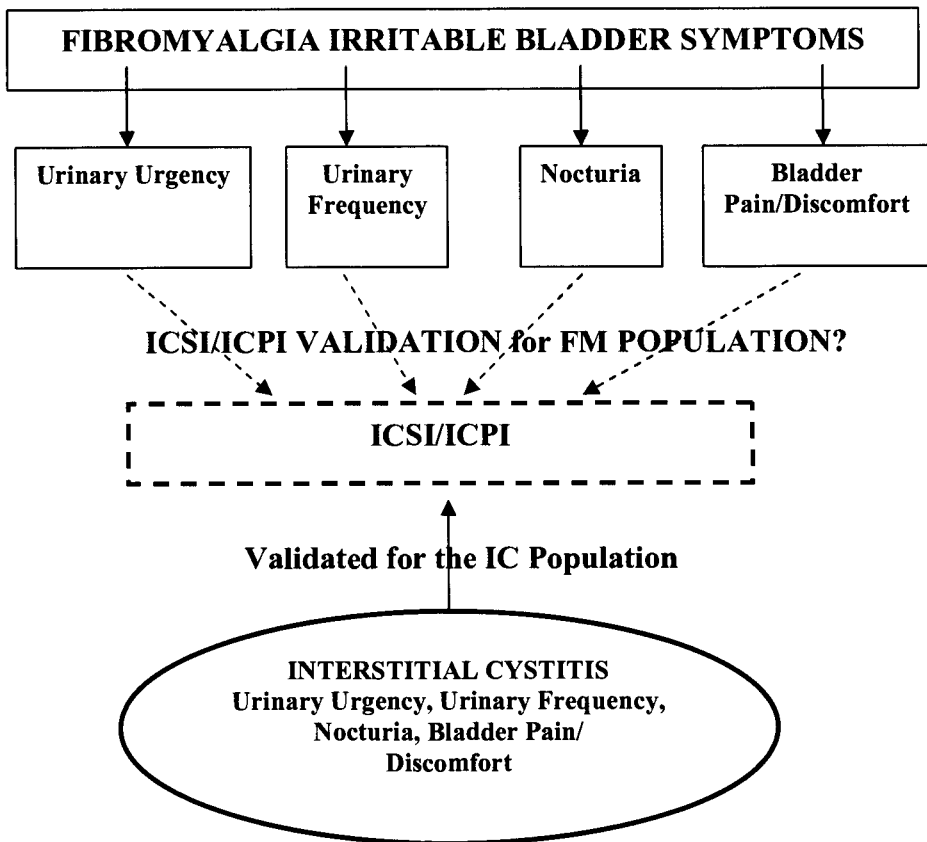 FIBROMYALGIA IRRITABLE BLADDER SYMPTOMS
Urinary Urgency
Urinary
Frequency
Nocturia
Bladder
Pain/Discomfort
ICSI/ICPI VALIDATION for FM POPULATION?
ICSI/ICPI
Validated for the IC Population
INTERSTITIAL CYSTITIS
Urinary Urgency, Urinary Frequency,
Nocturia, Bladder Pain/
Discomfort